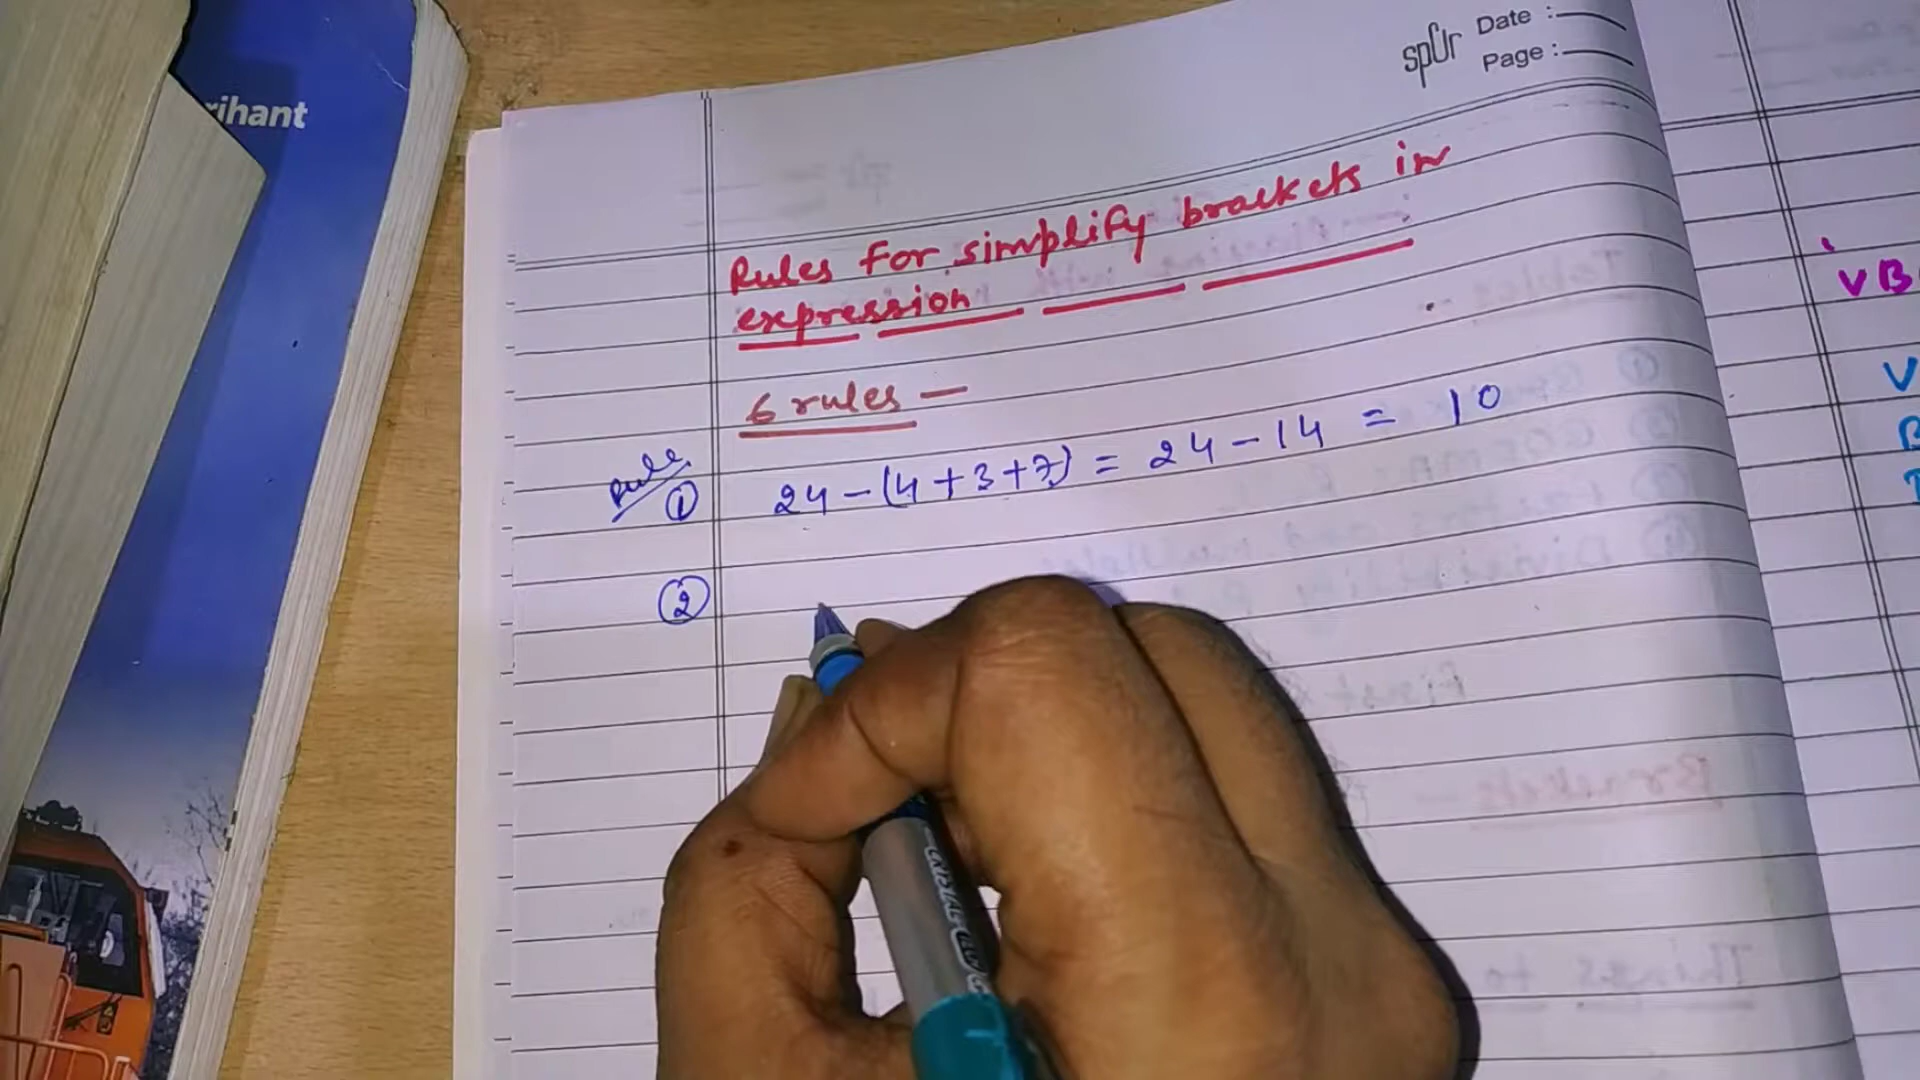 rihant
spUr
Date :
Page :
Rules For simplify brackets in
expression
6 rules –
Rule
① 24 – (4 + 3 + 7) = 24 – 14 = 10
②
VB
V
B